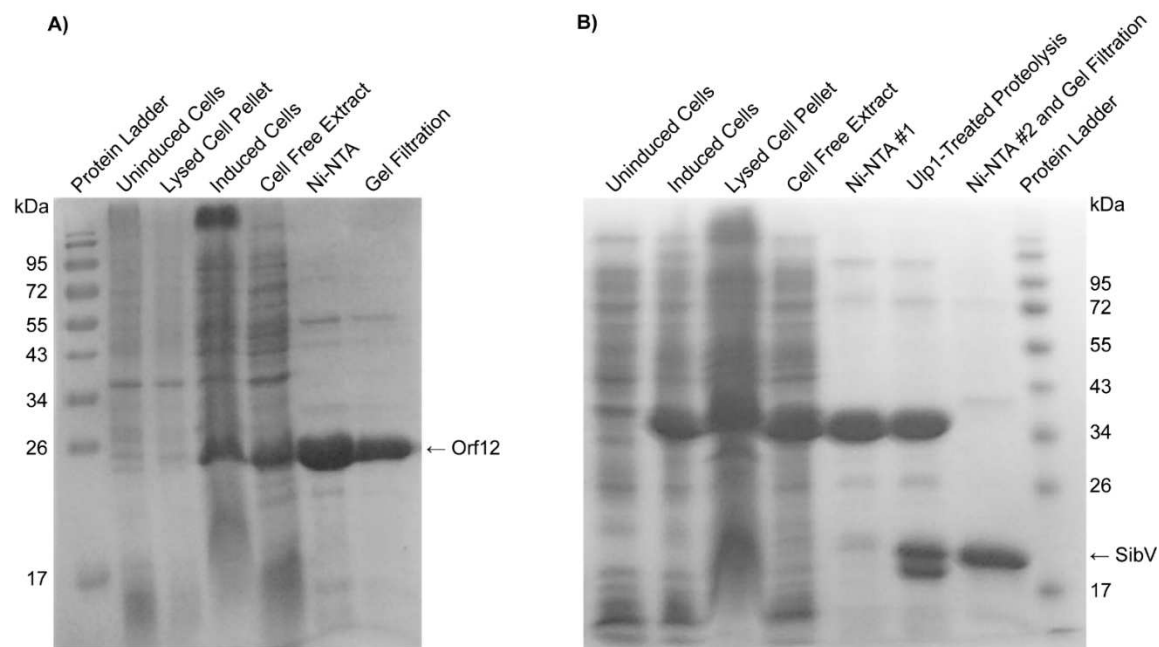 A)
Protein Ladder
Uninduced Cells
Lysed Cell Pellet
Induced Cells
Cell Free Extract
Ni-NTA
Gel Filtration
kDa
95
72
55
43
34
26
17
← Orf12
B)
Uninduced Cells
Induced Cells
Lysed Cell Pellet
Cell Free Extract
Ni-NTA #1
Ulp1-Treated Proteolysis
Ni-NTA #2 and Gel Filtration
Protein Ladder
kDa
95
72
55
43
34
26
← SibV
17